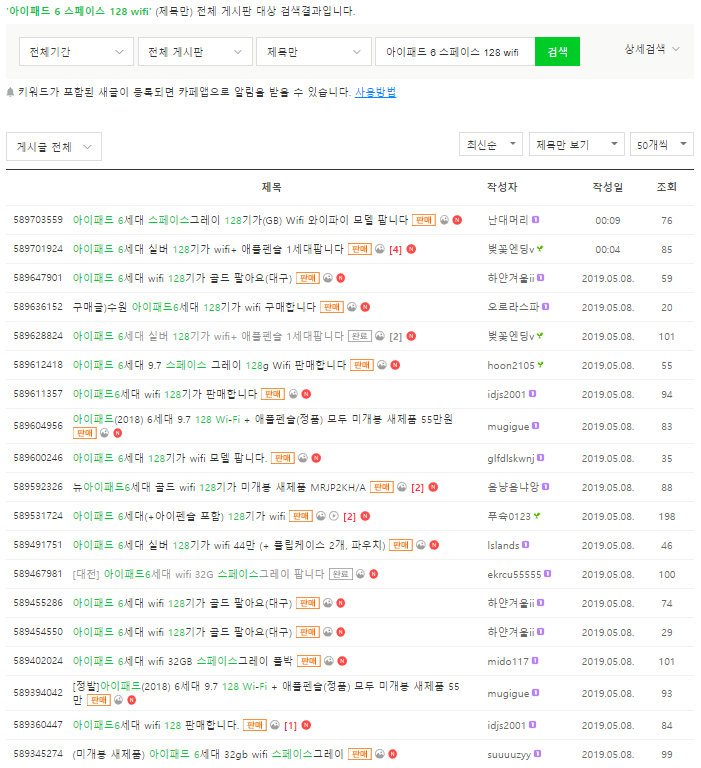 '아이패드 6 스페이스 128 wifi' (제목만) 전체 게시판 대상 검색결과입니다.
전체기간 전체 게시판 제목만 아이패드 6 스페이스 128 wifi 검색 상세검색
키워드가 포함된 새글이 등록되면 카페앱으로 알림을 받을 수 있습니다. 사용방법
게시글 전체 최신순 제목만 보기 50개씩
제목 작성자 작성일 조회
589703559 아이패드 6세대 스페이스그레이 128기가(GB) Wifi 와이파이 모델 팝니다 판매 N 난대머리 00:09 76
589701924 아이패드 6세대 실버 128기가 wifi+ 애플펜슬 1세대팝니다 판매 [4] N 벚꽃엔딩v 00:04 85
589647901 아이패드 6세대 wifi 128기가 골드 팔아요(대구) 판매 N 하얀겨울ii 2019.05.08. 59
589636152 구매글)수원 아이패드6세대 128기가 wifi 구매합니다 판매 N 오로라스파 2019.05.08. 20
589628824 아이패드 6세대 실버 128기가 wifi+ 애플펜슬 1세대팝니다 완료 [2] N 벚꽃엔딩v 2019.05.08. 101
589612418 아이패드 6세대 9.7 스페이스 그레이 128g Wifi 판매합니다 판매 N hoon2105 2019.05.08. 55
589611357 아이패드6세대 wifi 128기가 판매합니다 판매 N idjs2001 2019.05.08. 94
589604956 아이패드(2018) 6세대 9.7 128 Wi-Fi + 애플펜슬(정품) 모두 미개봉 새제품 55만원
판매 N mugigue 2019.05.08. 83
589600246 아이패드 6세대 128기가 wifi 모델 팝니다. 판매 N glfdlskwnj 2019.05.08. 35
589592326 뉴아이패드6세대 골드 wifi 128기가 미개봉 새제품 MRJP2KH/A 판매 [2] N 음냥음냐앙 2019.05.08. 88
589531724 아이패드 6세대(+아이펜슬 포함) 128기가 wifi 판매 [2] N 푸슉0123 2019.05.08. 198
589491751 아이패드 6세대 실버 128기가 wifi 44만 (+ 플립케이스 2개, 파우치) 판매 N lslands 2019.05.08. 46
589467981 [대전] 아이패드6세대 wifi 32G 스페이스그레이 팝니다 완료 N ekrcu55555 2019.05.08. 100
589455286 아이패드 6세대 wifi 128기가 골드 팔아요(대구) 판매 N 하얀겨울ii 2019.05.08. 74
589454550 아이패드 6세대 wifi 128기가 골드 팔아요(대구) 판매 N 하얀겨울ii 2019.05.08. 29
589402024 아이패드 6세대 wifi 32GB 스페이스그레이 풀박 판매 N mido117 2019.05.08. 101
589394042 [정발]아이패드(2018) 6세대 9.7 128 Wi-Fi + 애플펜슬(정품) 모두 미개봉 새제품 55
만 판매 N mugigue 2019.05.08. 93
589360447 아이패드6세대 wifi 128 판매합니다. 판매 [1] N idjs2001 2019.05.08. 84
589345274 (미개봉 새제품) 아이패드 6세대 32gb wifi 스페이스그레이 판매 N suuuuzyy 2019.05.08. 99